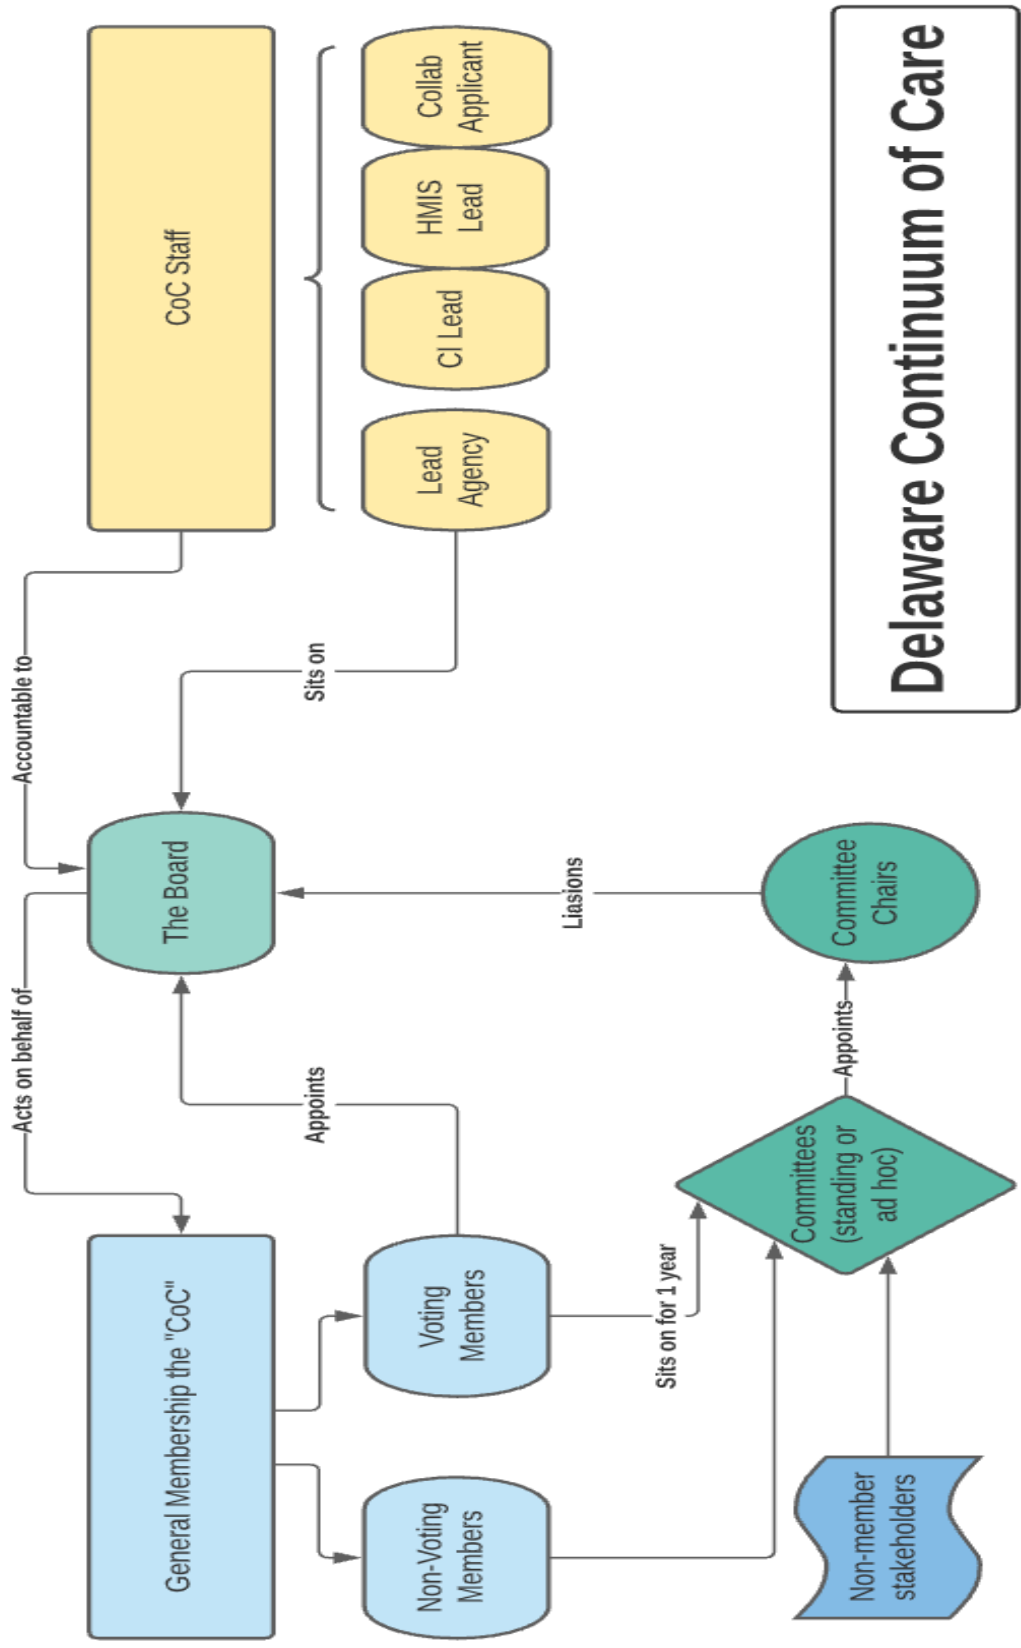 Acts on behalf of
Accountable to
General Membership the "CoC"
The Board
CoC Staff
Appoints
Sits on
Non-Voting
Members
Voting
Members
Lead
Agency
CI Lead
HMIS
Lead
Collab
Applicant
Sits on for 1 year
Liasions
Non-member
stakeholders
Committees
(standing or
ad hoc)
Appoints
Committee
Chairs
Delaware Continuum of Care